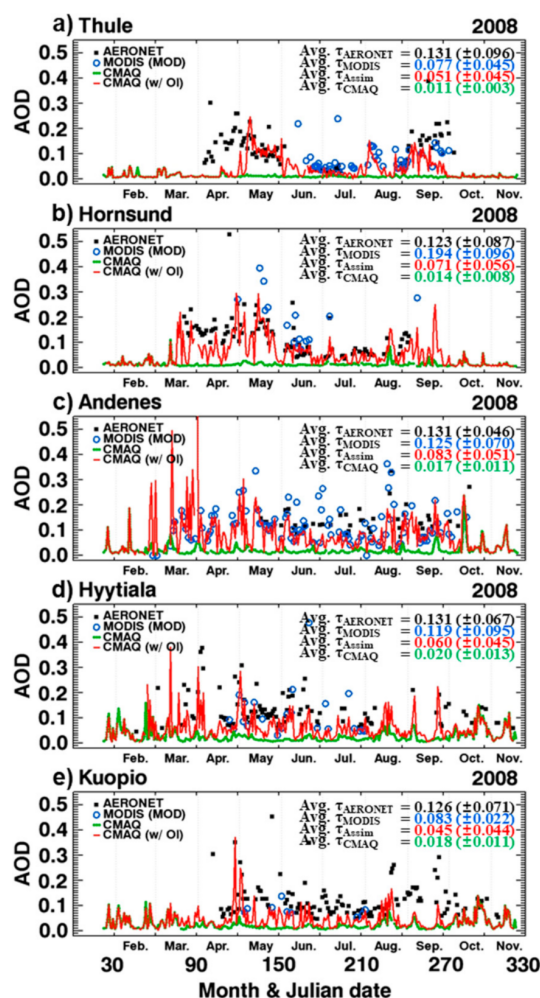 a) Thule 2008
AERONET
MODIS (MOD)
CMAQ
CMAQ (w/ OI)
Avg. τAERONET = 0.131 (±0.096)
Avg. τMODIS = 0.077 (±0.045)
Avg. τAssim = 0.051 (±0.045)
Avg. τCMAQ = 0.011 (±0.003)
AOD
0.5
0.4
0.3
0.2
0.1
0.0
Feb. Mar. Apr. May Jun. Jul. Aug. Sep. Oct. Nov.
b) Hornsund 2008
AERONET
MODIS (MOD)
CMAQ
CMAQ (w/ OI)
Avg. τAERONET = 0.123 (±0.087)
Avg. τMODIS = 0.194 (±0.096)
Avg. τAssim = 0.071 (±0.056)
Avg. τCMAQ = 0.014 (±0.008)
AOD
0.5
0.4
0.3
0.2
0.1
0.0
Feb. Mar. Apr. May Jun. Jul. Aug. Sep. Oct. Nov.
c) Andenes 2008
AERONET
MODIS (MOD)
CMAQ
CMAQ (w/ OI)
Avg. τAERONET = 0.131 (±0.046)
Avg. τMODIS = 0.125 (±0.070)
Avg. τAssim = 0.083 (±0.051)
Avg. τCMAQ = 0.017 (±0.011)
AOD
0.5
0.4
0.3
0.2
0.1
0.0
Feb. Mar. Apr. May Jun. Jul. Aug. Sep. Oct. Nov.
d) Hyytiala 2008
AERONET
MODIS (MOD)
CMAQ
CMAQ (w/ OI)
Avg. τAERONET = 0.131 (±0.067)
Avg. τMODIS = 0.119 (±0.095)
Avg. τAssim = 0.060 (±0.045)
Avg. τCMAQ = 0.020 (±0.013)
AOD
0.5
0.4
0.3
0.2
0.1
0.0
Feb. Mar. Apr. May Jun. Jul. Aug. Sep. Oct. Nov.
e) Kuopio 2008
AERONET
MODIS (MOD)
CMAQ
CMAQ (w/ OI)
Avg. τAERONET = 0.126 (±0.071)
Avg. τMODIS = 0.083 (±0.022)
Avg. τAssim = 0.045 (±0.044)
Avg. τCMAQ = 0.018 (±0.011)
AOD
0.5
0.4
0.3
0.2
0.1
0.0
Feb. Mar. Apr. May Jun. Jul. Aug. Sep. Oct. Nov.
30 90 150 210 270 330
Month & Julian date